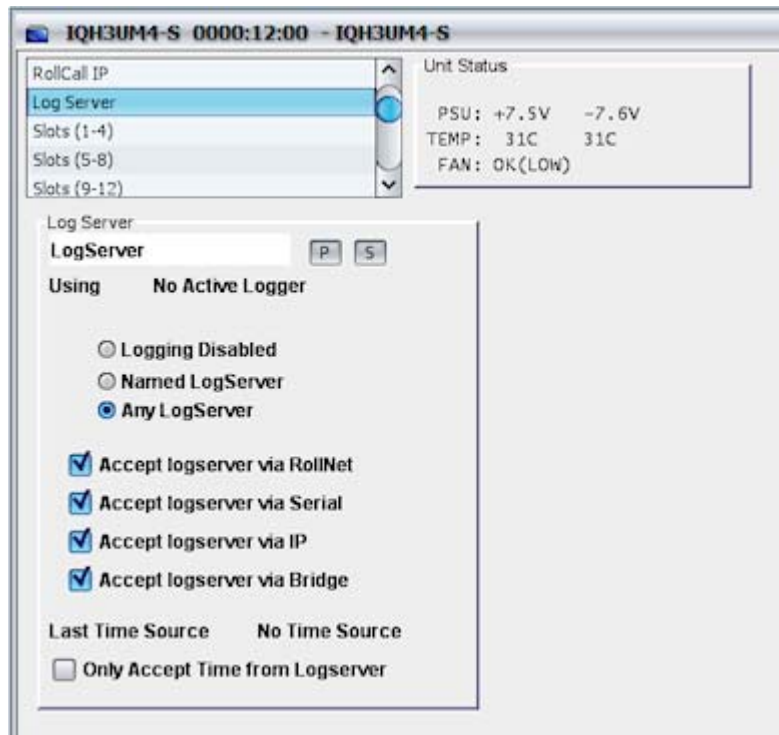 IQH3UM4-S 0000:12:00 - IQH3UM4-S
RollCall IP
Log Server
Slots (1-4)
Slots (5-8)
Slots (9-12)
Unit Status
PSU: +7.5V -7.6V
TEMP: 31C 31C
FAN: OK(LOW)
Log Server
LogServer P S
Using No Active Logger
Logging Disabled
Named LogServer
Any LogServer
Accept logserver via RollNet
Accept logserver via Serial
Accept logserver via IP
Accept logserver via Bridge
Last Time Source No Time Source
Only Accept Time from Logserver